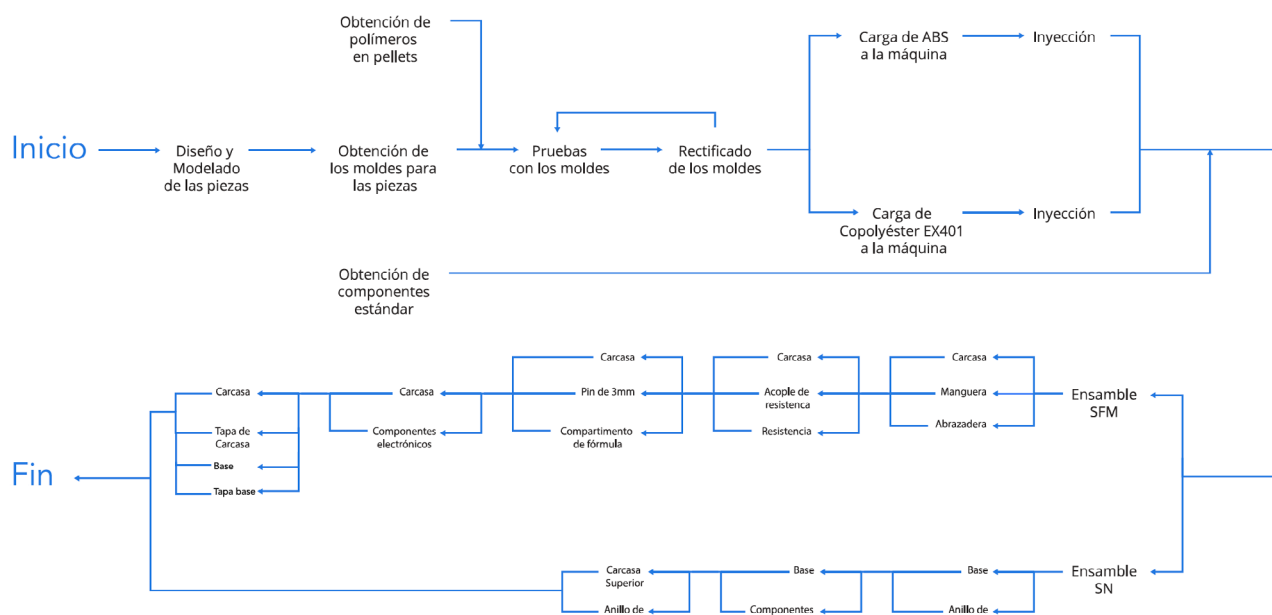 Obtención de
polímeros
en pellets
Carga de ABS
a la máquina
Inyección
Inicio
Diseño y
Modelado
de las piezas
Obtención de
los moldes para
las piezas
Pruebas
con los moldes
Rectificado
de los moldes
Carga de
Copolyéster EX401
a la máquina
Inyección
Obtención de
componentes
estándar
Carcasa
Carcasa
Carcasa
Carcasa
Carcasa
Pin de 3mm
Acople de
resistenca
Manguera
Ensamble
SFM
Tapa de
Carcasa
Componentes
electrónicos
Compartimento
de fórmula
Resistencia
Abrazadera
Fin
Base
Tapa base
Carcasa
Superior
Base
Base
Ensamble
SN
Anillo de
Componentes
Anillo de